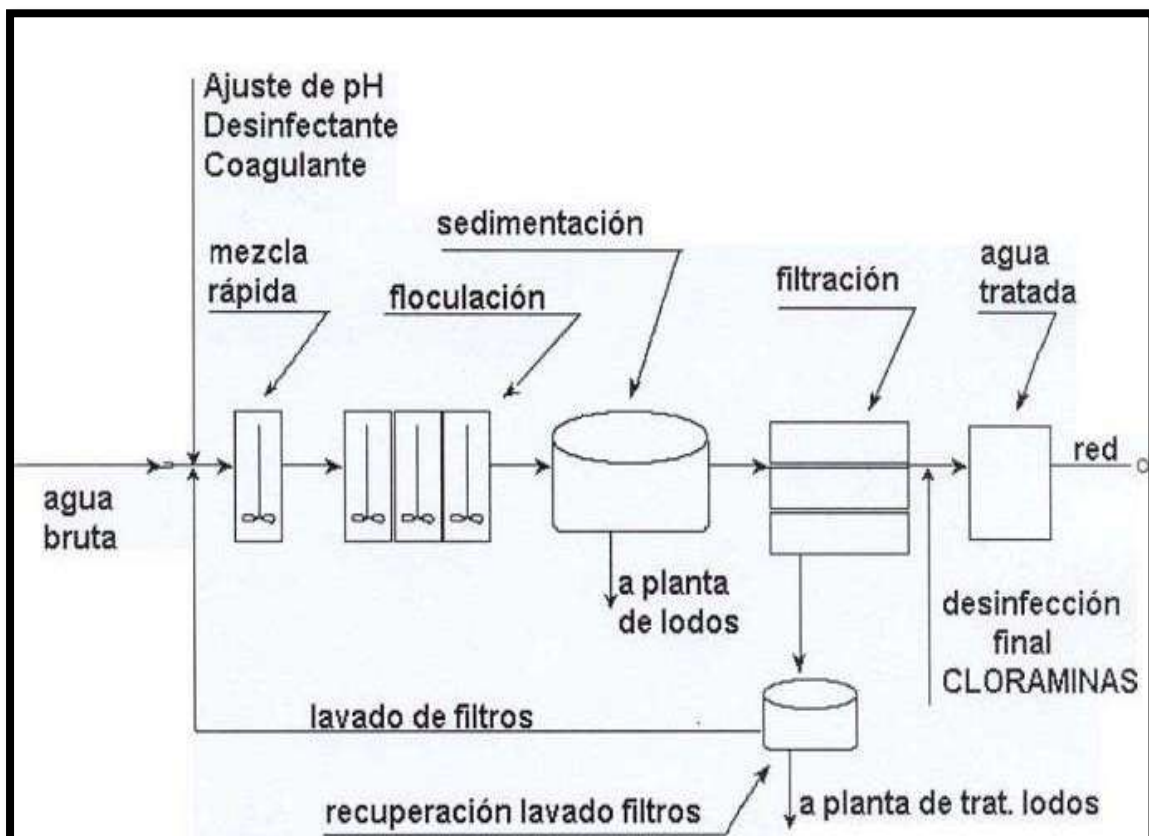 Ajuste de pH
Desinfectante
Coagulante
mezcla
rápida
floculación
sedimentación
filtración
agua
tratada
agua
bruta
red
a planta
de lodos
desinfección
final
CLORAMINAS
lavado de filtros
recuperación lavado filtros
a planta de trat. lodos